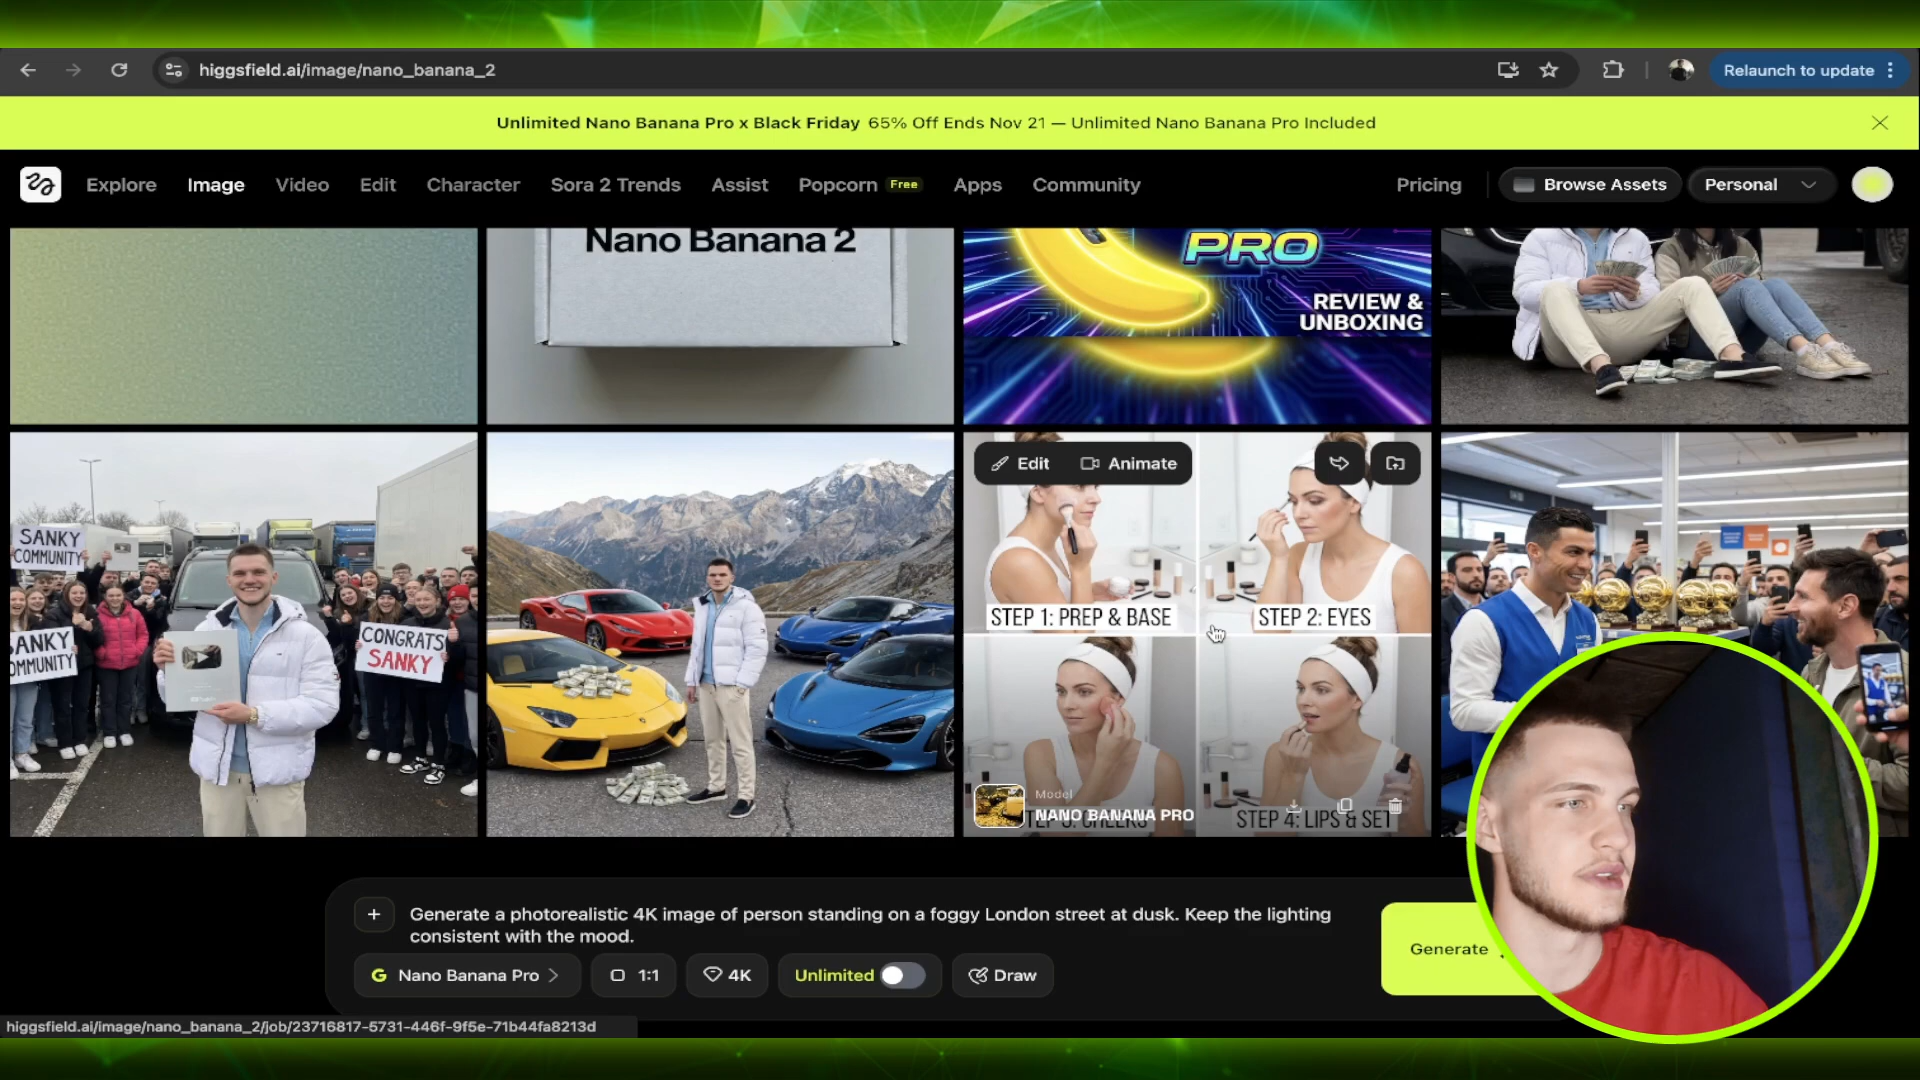 higgsfield.ai/image/nano_banana_2
Relaunch to update
Unlimited Nano Banana Pro x Black Friday 65% Off Ends Nov 21 — Unlimited Nano Banana Pro Included
Explore Image Video Edit Character Sora 2 Trends Assist Popcorn Free Apps Community Pricing Browse Assets Personal
Nano Banana 2
PRO
REVIEW &
UNBOXING
SANKY
COMMUNITY
SANKY
OMMUNITY
CONGRATS
SANKY
Edit Animate
STEP 1: PREP & BASE
STEP 2: EYES
Model
NANO BANANA PRO
STEP 4: LIPS & SET
Generate a photorealistic 4K image of person standing on a foggy London street at dusk. Keep the lighting
consistent with the mood.
Generate
G Nano Banana Pro 1:1 4K Unlimited Draw
higgsfield.ai/image/nano_banana_2/job/23716817-5731-446f-9f5e-71b44fa8213d